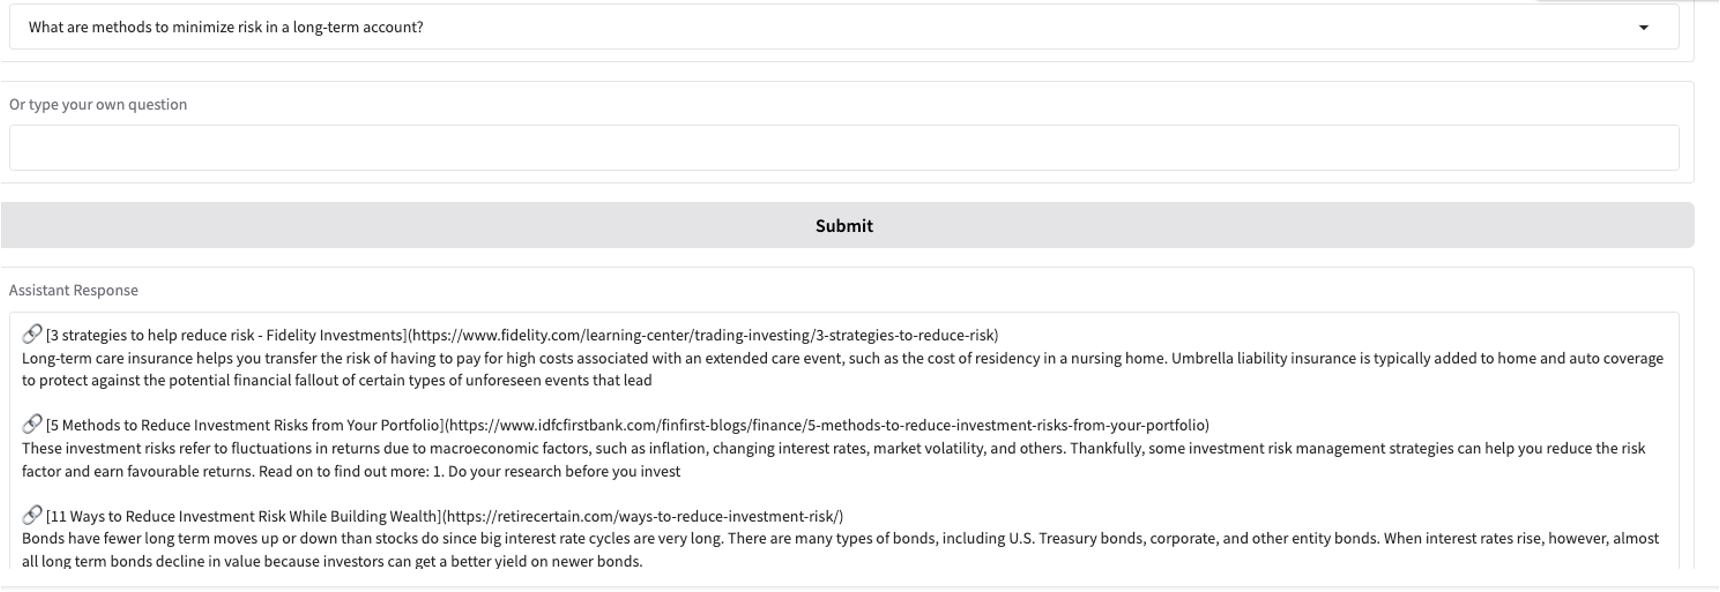 What are methods to minimize risk in a long-term account?
Or type your own question
Submit
Assistant Response
🔗 [3 strategies to help reduce risk - Fidelity Investments](https://www.fidelity.com/learning-center/trading-investing/3-strategies-to-reduce-risk)
Long-term care insurance helps you transfer the risk of having to pay for high costs associated with an extended care event, such as the cost of residency in a nursing home. Umbrella liability insurance is typically added to home and auto coverage
to protect against the potential financial fallout of certain types of unforeseen events that lead
🔗 [5 Methods to Reduce Investment Risks from Your Portfolio](https://www.idfcfirstbank.com/finfirst-blogs/finance/5-methods-to-reduce-investment-risks-from-your-portfolio)
These investment risks refer to fluctuations in returns due to macroeconomic factors, such as inflation, changing interest rates, market volatility, and others. Thankfully, some investment risk management strategies can help you reduce the risk
factor and earn favourable returns. Read on to find out more: 1. Do your research before you invest
🔗 [11 Ways to Reduce Investment Risk While Building Wealth](https://retirecertain.com/ways-to-reduce-investment-risk/)
Bonds have fewer long term moves up or down than stocks do since big interest rate cycles are very long. There are many types of bonds, including U.S. Treasury bonds, corporate, and other entity bonds. When interest rates rise, however, almost
all long term bonds decline in value because investors can get a better yield on newer bonds.